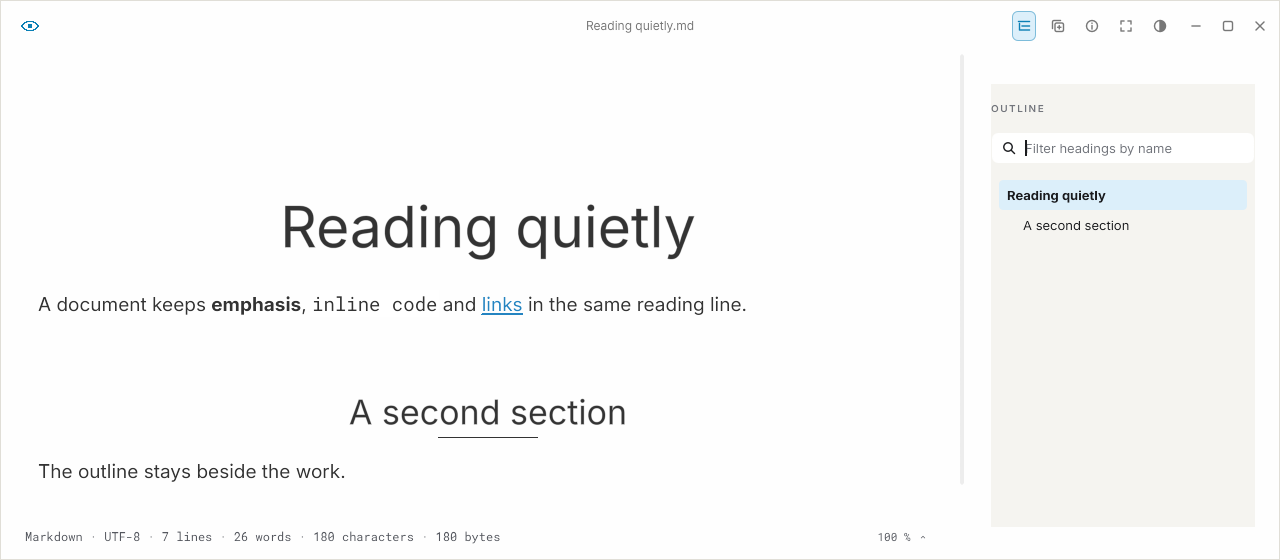 Reading quietly.md
OUTLINE
Filter headings by name
Reading quietly
A second section
Reading quietly
A document keeps emphasis, inline code and links in the same reading line.
A second section
The outline stays beside the work.
Markdown · UTF-8 · 7 lines · 26 words · 180 characters · 180 bytes
100 %